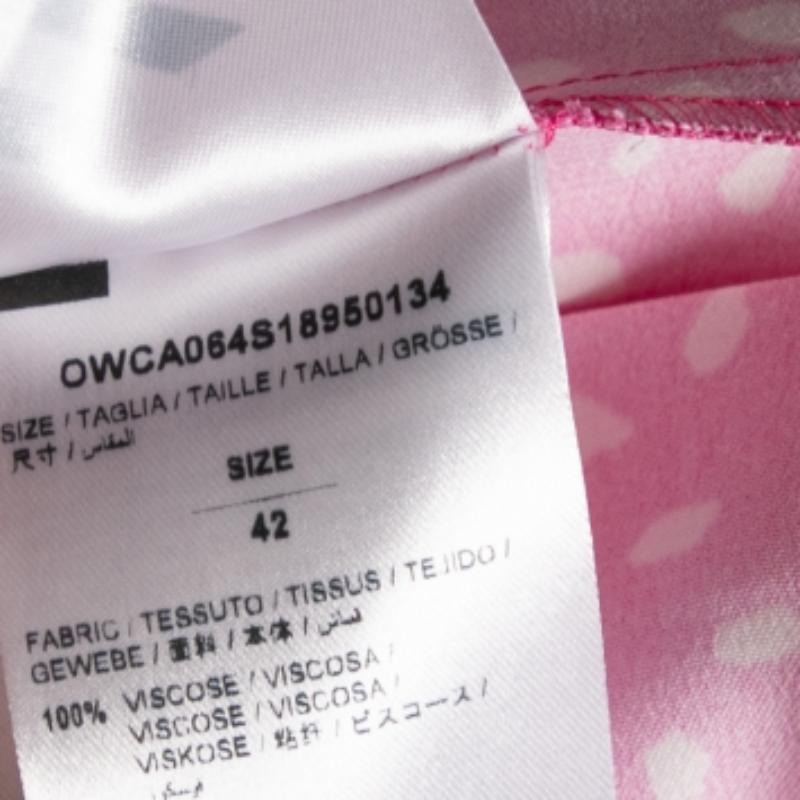 OWCA064S18950134
SIZE / TAGLIA / TAILLE / TALLA / GRÖSSE /
尺寸 / المقاس
SIZE
42
FABRIC / TESSUTO / TISSUS / TEJIDO /
GEWEBE / 面料 / 本体 / قماش
100% VISCOSE / VISCOSA /
VISCOSE / VISCOSA /
VISKOSE / 黏纤 / ビスコース /